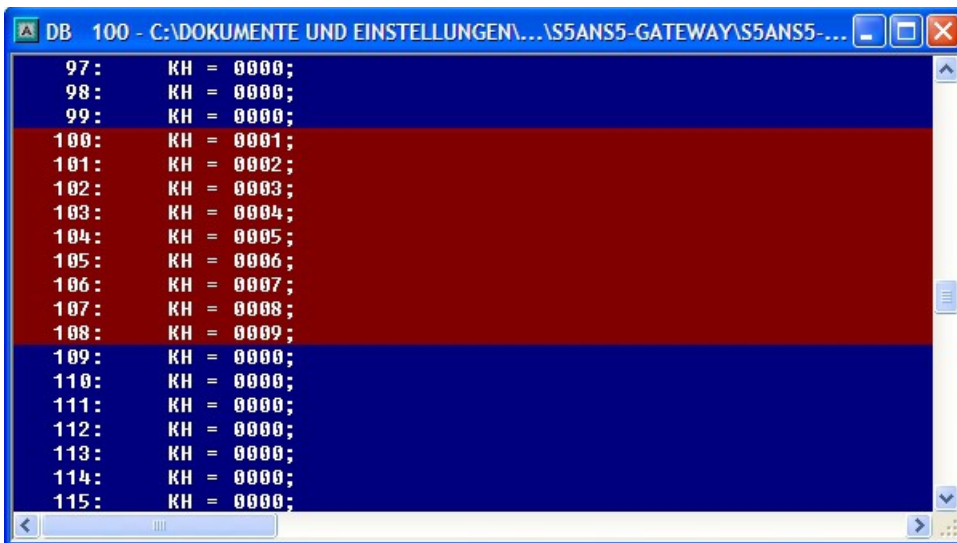 DB 100 - C:\DOKUMENTE UND EINSTELLUNGEN\...\S5ANS5-GATEWAY\S5ANS5-...
97: KH = 0000;
98: KH = 0000;
99: KH = 0000;
100: KH = 0001;
101: KH = 0002;
102: KH = 0003;
103: KH = 0004;
104: KH = 0005;
105: KH = 0006;
106: KH = 0007;
107: KH = 0008;
108: KH = 0009;
109: KH = 0000;
110: KH = 0000;
111: KH = 0000;
112: KH = 0000;
113: KH = 0000;
114: KH = 0000;
115: KH = 0000;